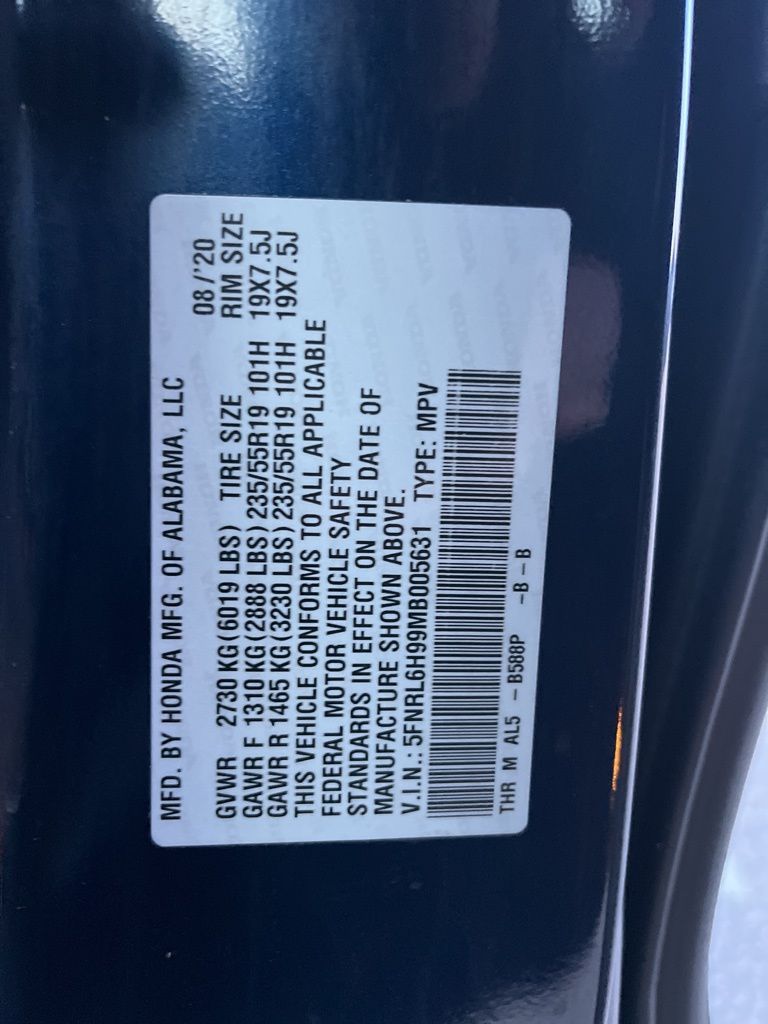 MFD. BY HONDA MFG. OF ALABAMA, LLC
08/'20
GVWR 2730 KG(6019 LBS) TIRE SIZE RIM SIZE
GAWR F 1310 KG(2888 LBS)235/55R19 101H 19X7.5J
GAWR R 1465 KG(3230 LBS)235/55R19 101H 19X7.5J
THIS VEHICLE CONFORMS TO ALL APPLICABLE
FEDERAL MOTOR VEHICLE SAFETY
STANDARDS IN EFFECT ON THE DATE OF
MANUFACTURE SHOWN ABOVE.
V.I.N.: 5FNRL6H99MB005631 TYPE: MPV
THR M AL5 - B588P -B - B